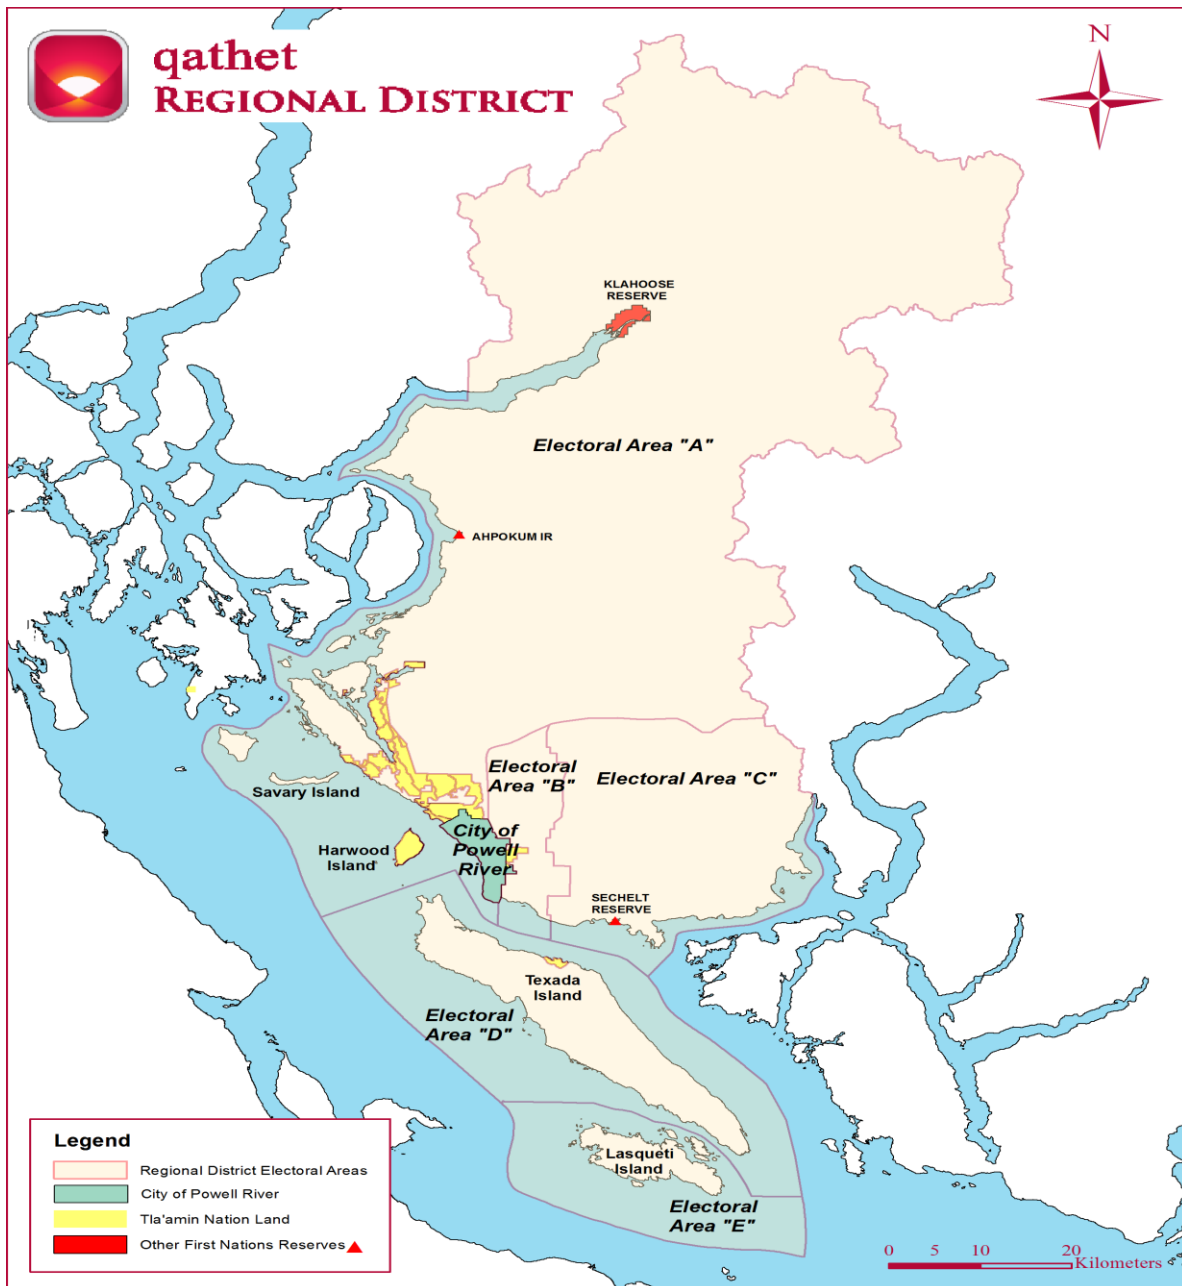 qathet
REGIONAL DISTRICT
N
KLAHOOSE
RESERVE
Electoral Area "A"
AHPOKUM IR
Electoral
Area "B"
Electoral Area "C"
Savary Island
City of
Powell
River
Harwood
Island
SECHELT
RESERVE
Texada
Island
Electoral
Area "D"
Lasqueti
Island
Electoral
Area "E"
Legend
Regional District Electoral Areas
City of Powell River
Tla'amin Nation Land
Other First Nations Reserves
0 5 10 20
Kilometers